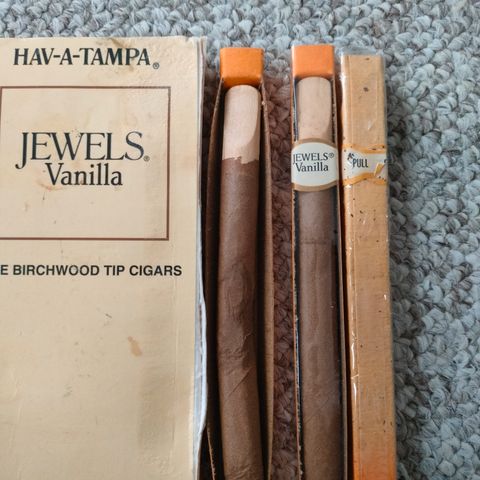 HAV-A-TAMPA®
JEWELS®
Vanilla
E BIRCHWOOD TIP CIGARS
JEWELS®
Vanilla
PULL